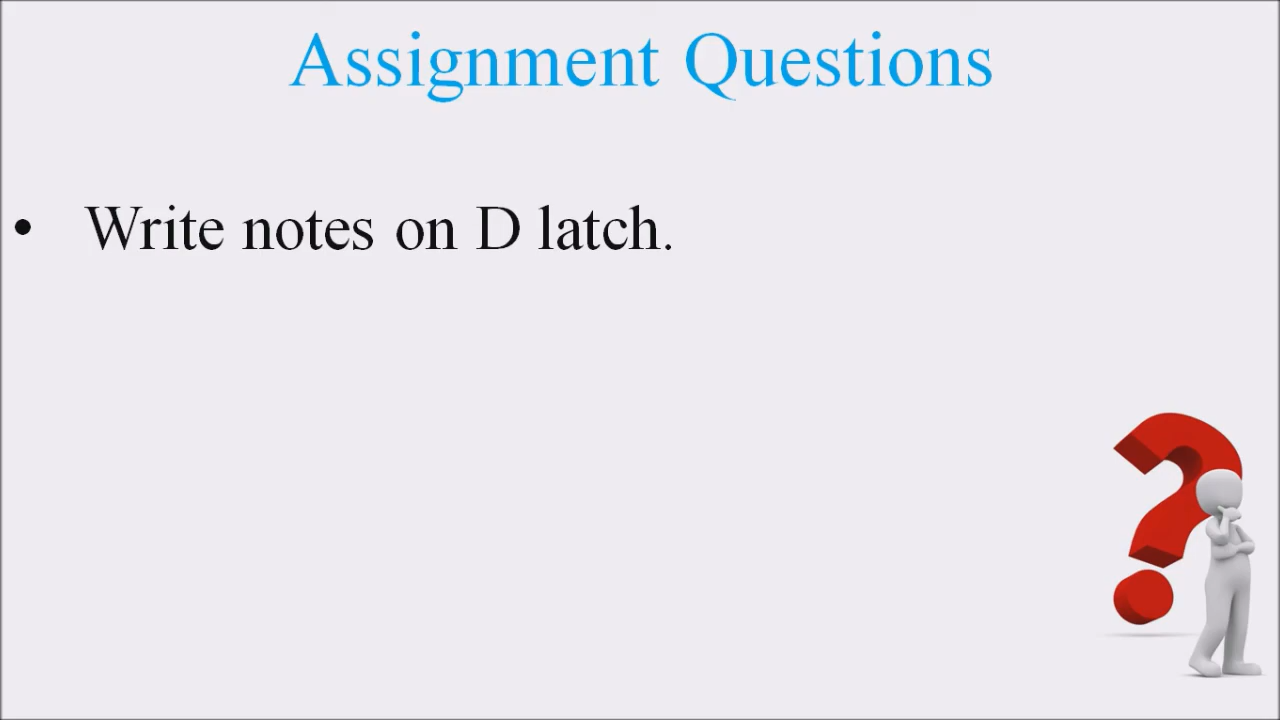 Assignment Questions
• Write notes on D latch.